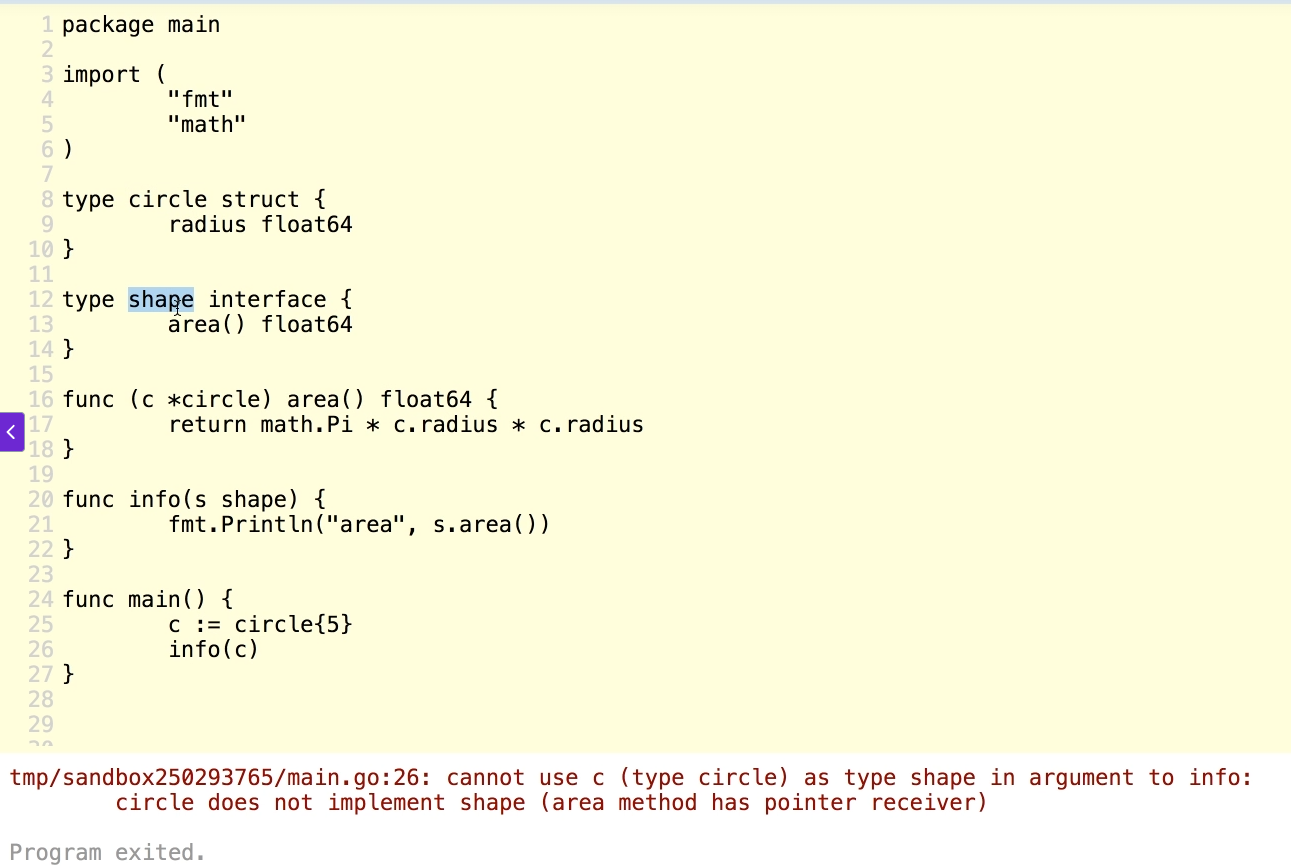 1 package main
2
3 import (
4 "fmt"
5 "math"
6 )
7
8 type circle struct {
9 radius float64
10 }
11
12 type shape interface {
13 area() float64
14 }
15
16 func (c *circle) area() float64 {
17 return math.Pi * c.radius * c.radius
18 }
19
20 func info(s shape) {
21 fmt.Println("area", s.area())
22 }
23
24 func main() {
25 c := circle{5}
26 info(c)
27 }
28
29
tmp/sandbox250293765/main.go:26: cannot use c (type circle) as type shape in argument to info:
circle does not implement shape (area method has pointer receiver)
Program exited.